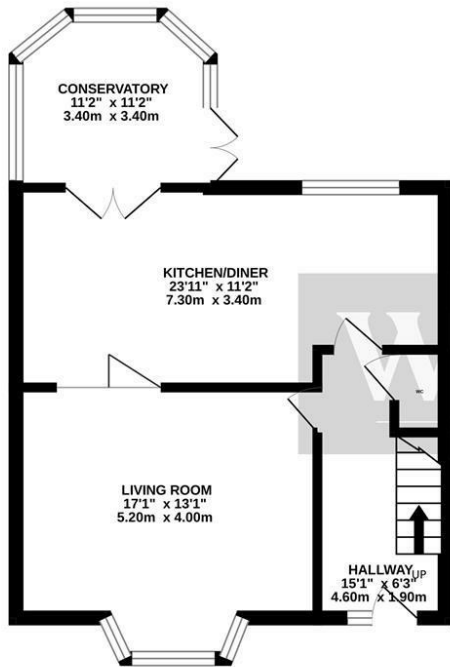 CONSERVATORY
11'2" x 11'2"
3.40m x 3.40m
KITCHEN/DINER
23'11" x 11'2"
7.30m x 3.40m
W
WC
LIVING ROOM
17'1" x 13'1"
5.20m x 4.00m
HALLWAY
UP
15'1" x 6'3"
4.60m x 1.90m